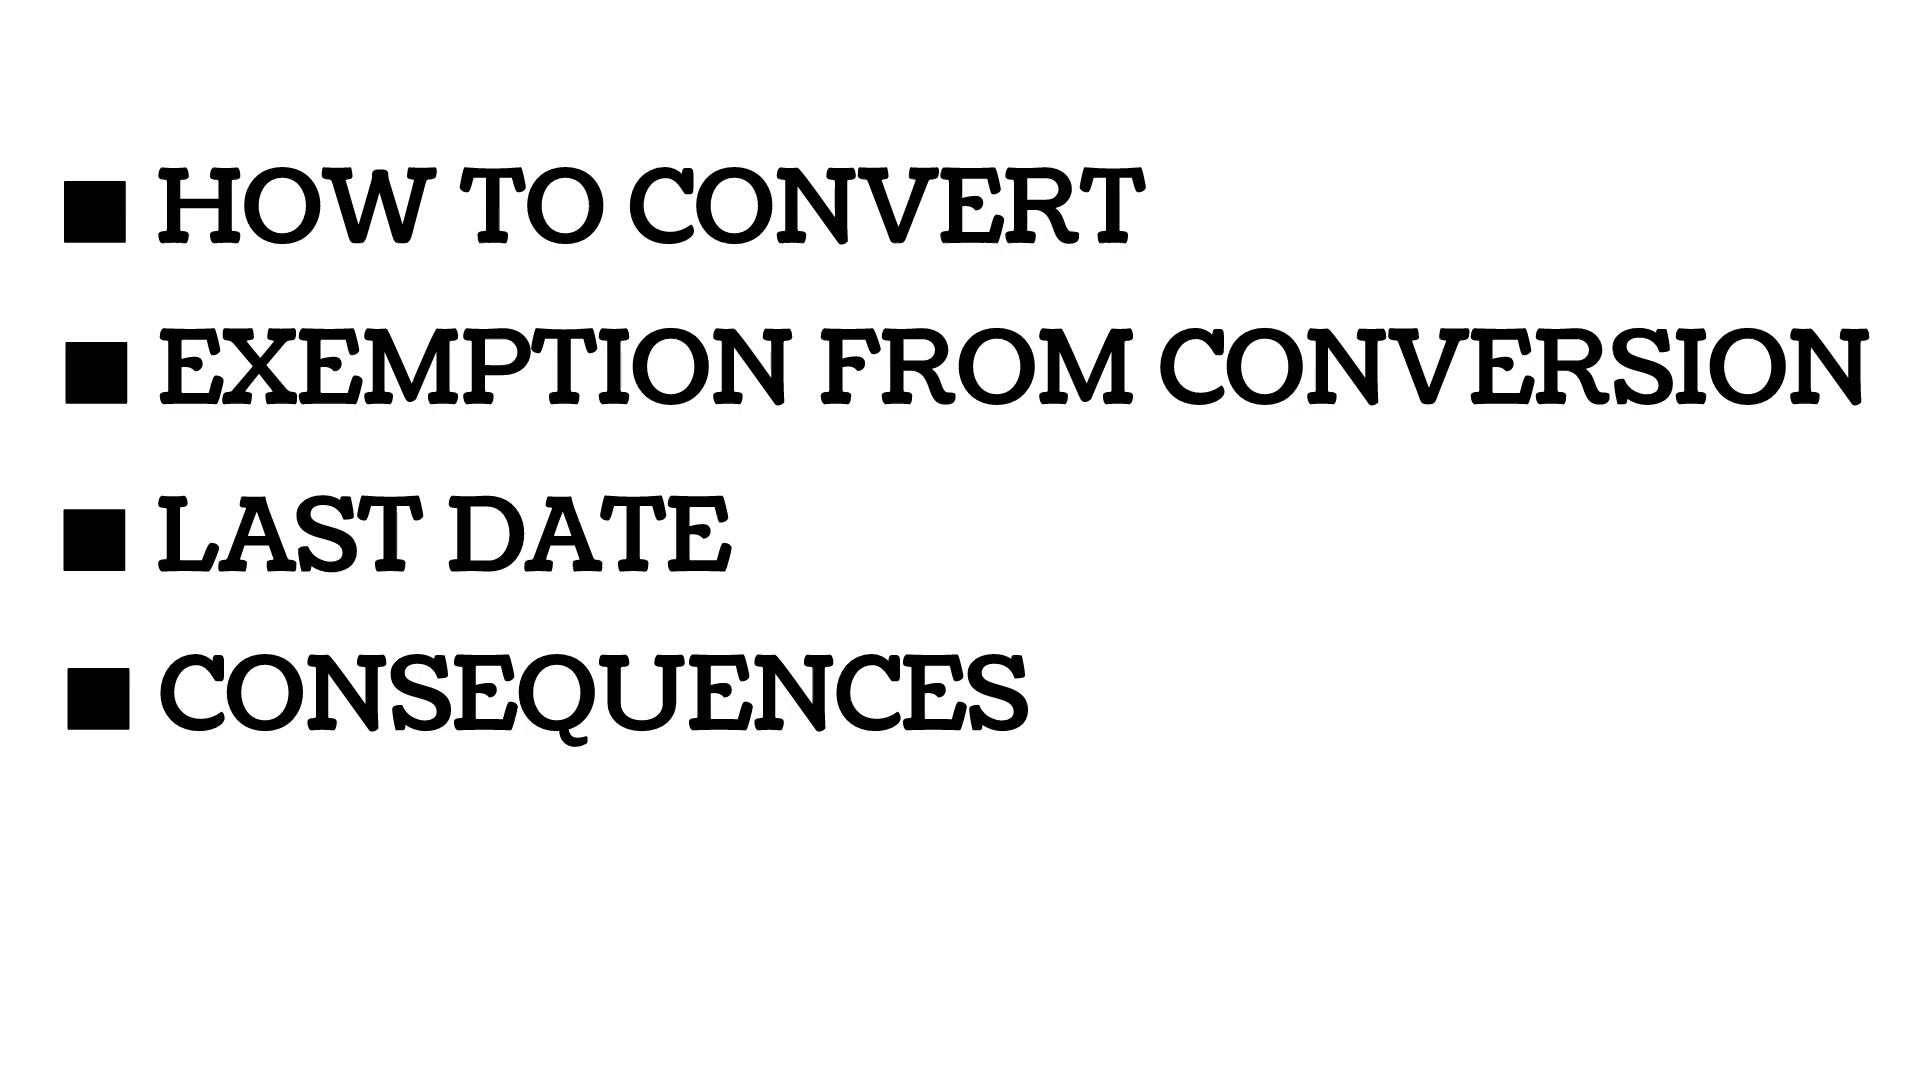 ■ HOW TO CONVERT
■ EXEMPTION FROM CONVERSION
■ LAST DATE
■ CONSEQUENCES